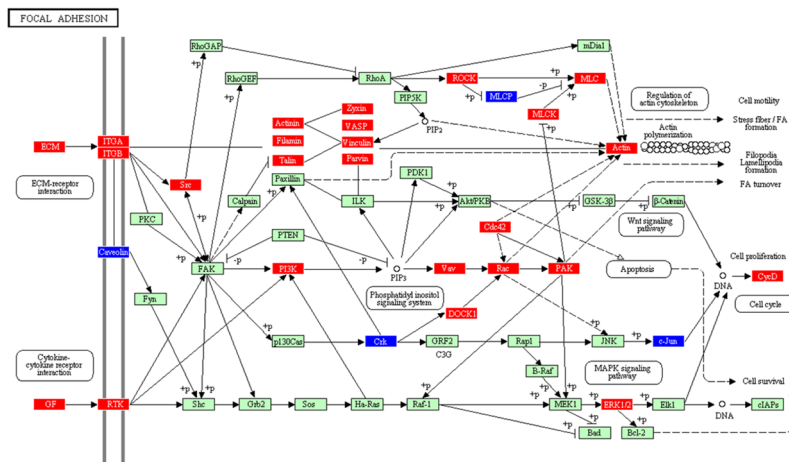 FOCAL ADHESION
RhoGAP
mDia1
RhoGEF
RhoA
ROCK
MLC
+p
+p
-p
+p
+p
MLCP
PIP5K
MLCK
+p
Regulation of
actin cytoskeleton
Cell motility
Zyxin
Actinin
VASP
Filamin
Vinculin
Talin
Parvin
PIP2
Actin
polymerization
Stress fiber / FA
formation
ECM
ITGA
ITGB
Actin
Filopodia
Lamellipodia
formation
FA turnover
ECM-receptor
interaction
Src
+p
+p
Paxillin
PDK1
+p
Calpain
ILK
Akt/PKB
+p
GSK-3β
+p
β-Catenin
PKC
+p
Cdc42
Wnt signaling
pathway
PTEN
Caveolin
+p
-p
-p
+p
FAK
PI3K
PIP3
Vav
Rac
PAK
Apoptosis
Cell proliferation
DNA
CycD
Fyn
Phosphatidyl inositol
signaling system
DOCK1
Cell cycle
+p
+p
p130Cas
Crk
GRF2
C3G
Rap1
JNK
c-Jun
Cytokine-
cytokine receptor
interaction
B-Raf
MAPK signaling
pathway
Cell survival
+p
+p
+p
+p
+p
+p
+p
GF
RTK
Shc
Grb2
Sos
Ha-Ras
Raf-1
MEK1
ERK1/2
Elk1
DNA
cIAPs
+p
+p
+p
Bad
Bcl-2